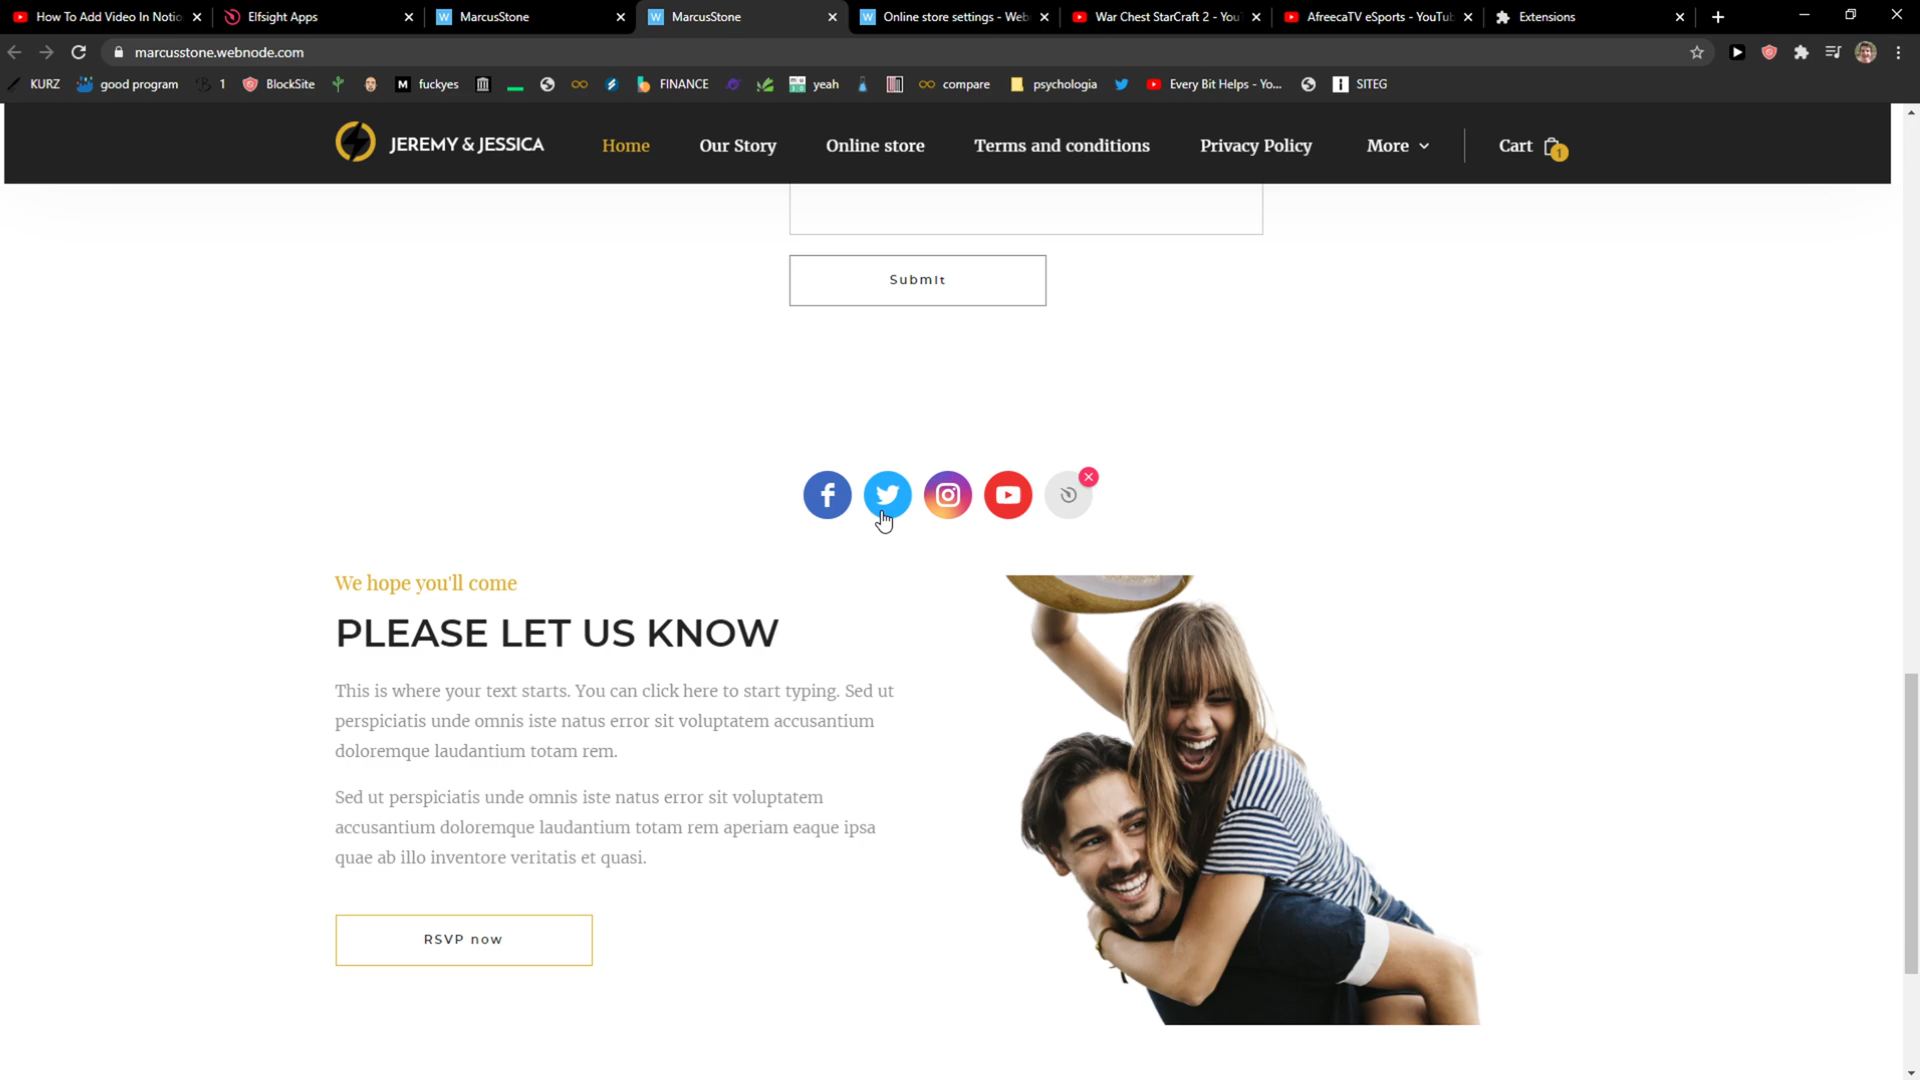 How To Add Video In Notio
Elfsight Apps
MarcusStone
MarcusStone
Online store settings - Web
War Chest StarCraft 2 - You
AfreecaTV eSports - YouTub
Extensions
marcusstone.webnode.com
KURZ
good program
1
BlockSite
M
fuckyes
FINANCE
yeah
compare
psychologia
Every Bit Helps - Yo...
SITEG
JEREMY & JESSICA
Home
Our Story
Online store
Terms and conditions
Privacy Policy
More
Cart
1
Submit
We hope you'll come
PLEASE LET US KNOW
This is where your text starts. You can click here to start typing. Sed ut
perspiciatis unde omnis iste natus error sit voluptatem accusantium
doloremque laudantium totam rem.
Sed ut perspiciatis unde omnis iste natus error sit voluptatem
accusantium doloremque laudantium totam rem aperiam eaque ipsa
quae ab illo inventore veritatis et quasi.
RSVP now